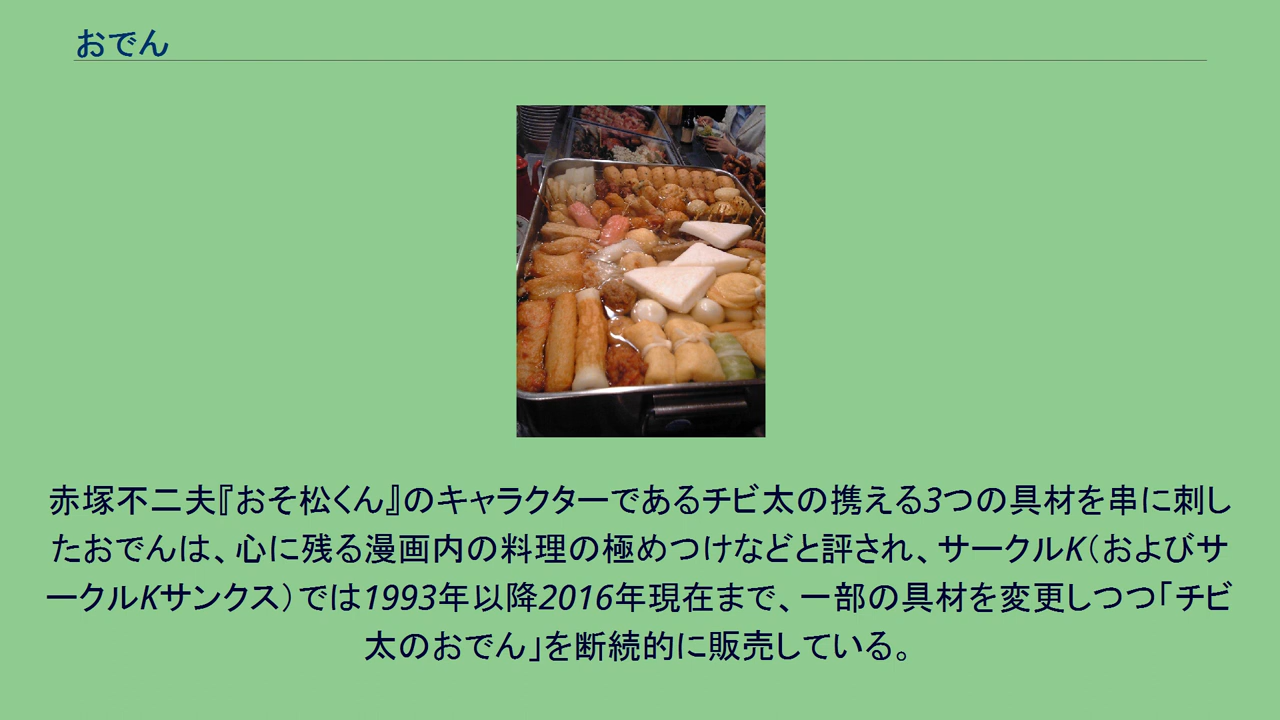 おでん
赤塚不二夫『おそ松くん』のキャラクターであるチビ太の携える3つの具材を串に刺し
たおでんは、心に残る漫画内の料理の極めつけなどと評され、サークルK（およびサ
ークルKサンクス）では1993年以降2016年現在まで、一部の具材を変更しつつ「チビ
太のおでん」を断続的に販売している。